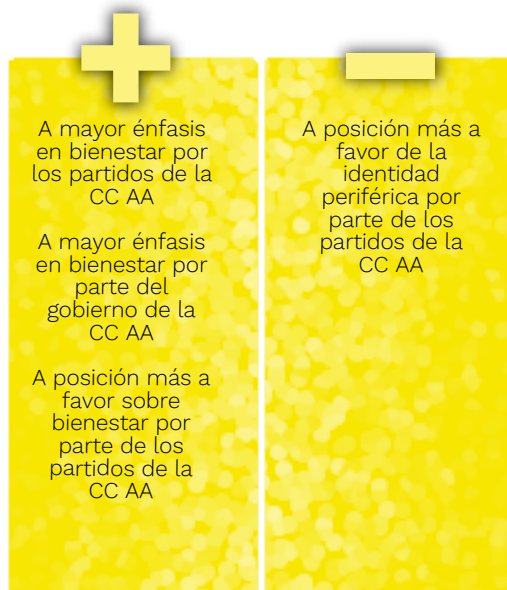 A mayor énfasis
en bienestar por
los partidos de la
CC AA
A mayor énfasis
en bienestar por
parte del
gobierno de la
CC AA
A posición más a
favor sobre
bienestar por
parte de los
partidos de la
CC AA
A posición más a
favor de la
identidad
periférica por
parte de los
partidos de la
CC AA